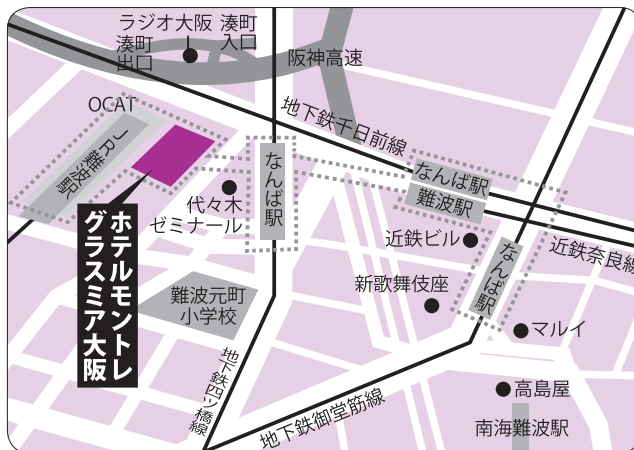 ラジオ大阪
湊町
入口
湊町
出口
阪神高速
OCAT
地下鉄千日前線
JR難波駅
なんば駅
なんば駅
難波駅
代々木
ゼミナール
近鉄ビル
近鉄奈良線
なんば駅
ホテルモントレ
グラスミア大阪
新歌舞伎座
難波元町
小学校
マルイ
地下鉄四ツ橋線
高島屋
地下鉄御堂筋線
南海難波駅